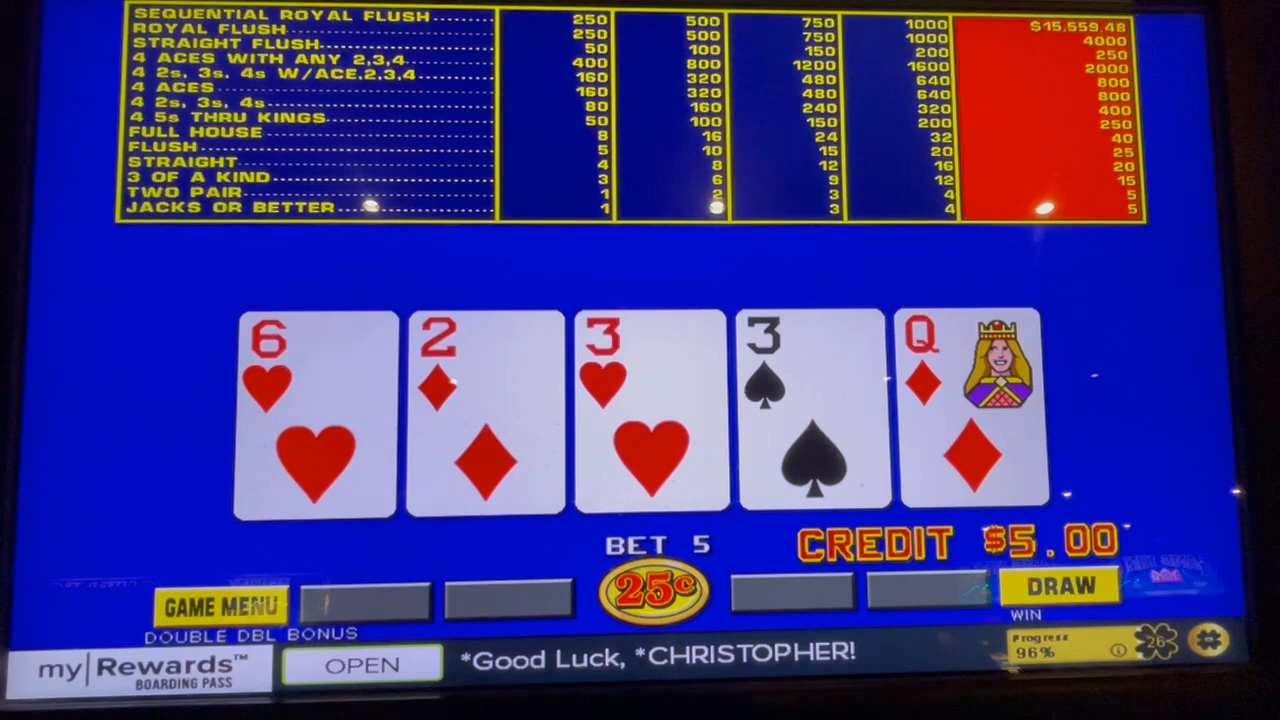 SEQUENTIAL ROYAL FLUSH 250 500 750 1000 $15,559.48
ROYAL FLUSH 250 500 750 1000 4000
STRAIGHT FLUSH 50 100 150 200 250
4 ACES WITH ANY 2,3,4 400 800 1200 1600 2000
4 2s, 3s, 4s W/ACE,2,3,4 160 320 480 640 800
4 ACES 160 320 480 640 800
4 2s, 3s, 4s 80 160 240 320 400
4 5s THRU KINGS 50 100 150 200 250
FULL HOUSE 8 16 24 32 40
FLUSH 5 10 15 20 25
STRAIGHT 4 8 12 16 20
3 OF A KIND 3 6 9 12 15
TWO PAIR 1 2 3 4 5
JACKS OR BETTER 1 2 3 4 5
6 2 3 3 Q
BET 5 CREDIT $5.00
GAME MENU 25¢ DRAW
DOUBLE DBL BONUS WIN
my|Rewards™ OPEN *Good Luck, *CHRISTOPHER! Progress 26
BOARDING PASS 96%